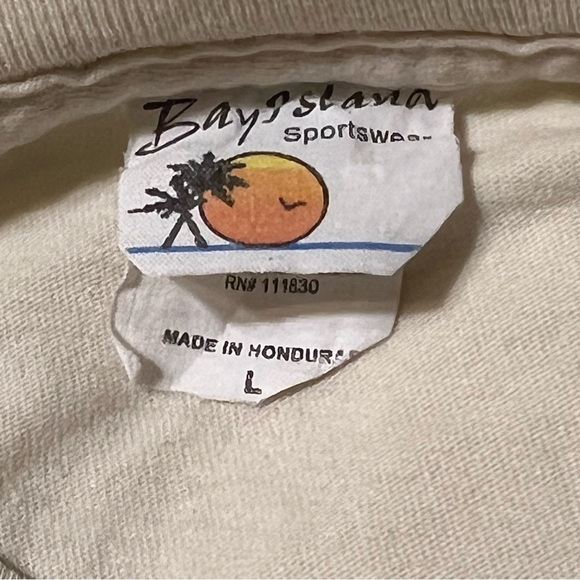 Bay Island
Sportswear
RN# 111830
MADE IN HONDURAS
L